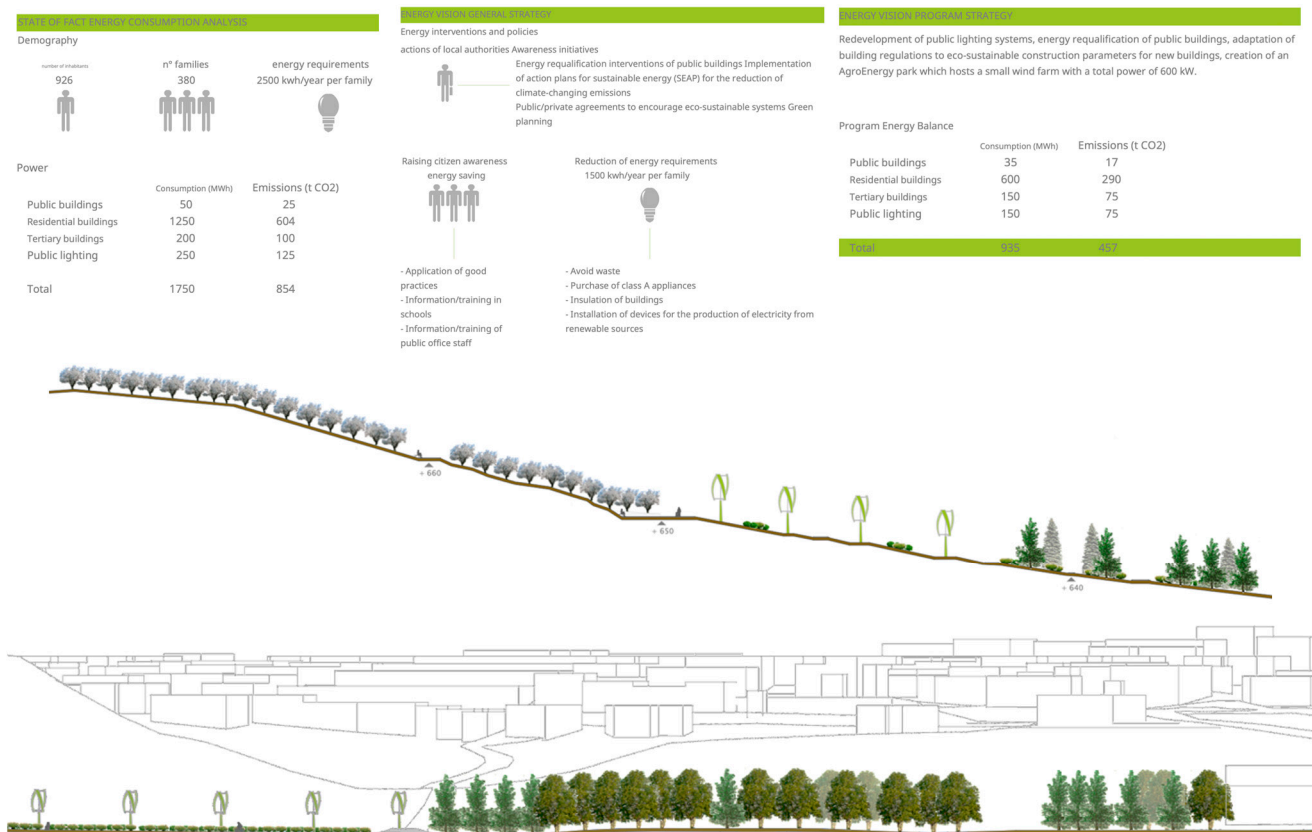 STATE OF FACT ENERGY CONSUMPTION ANALYSIS
Demography
number of inhabitants
926
n° families
380
energy requirements
2500 kwh/year per family
Power
Consumption (MWh) Emissions (t CO2)
Public buildings 50 25
Residential buildings 1250 604
Tertiary buildings 200 100
Public lighting 250 125
Total 1750 854
ENERGY VISION GENERAL STRATEGY
Energy interventions and policies
actions of local authorities Awareness initiatives
Energy requalification interventions of public buildings Implementation
of action plans for sustainable energy (SEAP) for the reduction of
climate-changing emissions
Public/private agreements to encourage eco-sustainable systems Green
planning
Raising citizen awareness
energy saving
- Application of good
practices
- Information/training in
schools
- Information/training of
public office staff
Reduction of energy requirements
1500 kwh/year per family
- Avoid waste
- Purchase of class A appliances
- Insulation of buildings
- Installation of devices for the production of electricity from
renewable sources
ENERGY VISION PROGRAM STRATEGY
Redevelopment of public lighting systems, energy requalification of public buildings, adaptation of
building regulations to eco-sustainable construction parameters for new buildings, creation of an
AgroEnergy park which hosts a small wind farm with a total power of 600 kW.
Program Energy Balance
Consumption (MWh) Emissions (t CO2)
Public buildings 35 17
Residential buildings 600 290
Tertiary buildings 150 75
Public lighting 150 75
Total 935 457
+ 660
+ 650
+ 640